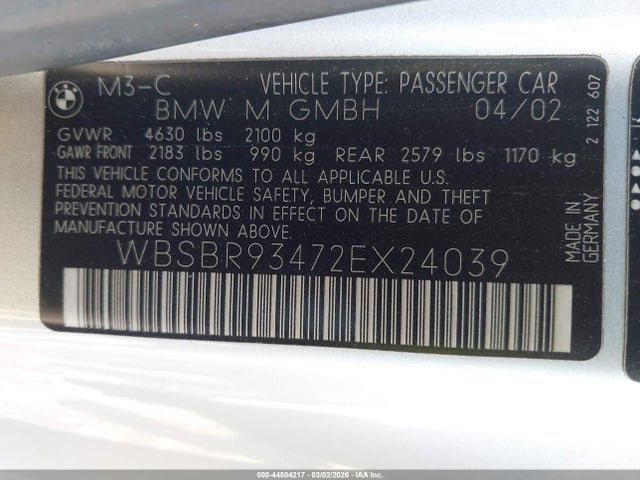 BMW
M3-C VEHICLE TYPE: PASSENGER CAR
BMW M GMBH 04/02
GVWR 4630 lbs 2100 kg
GAWR FRONT 2183 lbs 990 kg REAR 2579 lbs 1170 kg
THIS VEHICLE CONFORMS TO ALL APPLICABLE U.S.
FEDERAL MOTOR VEHICLE SAFETY, BUMPER AND THEFT
PREVENTION STANDARDS IN EFFECT ON THE DATE OF
MANUFACTURE SHOWN ABOVE.
WBSBR93472EX24039
2 122 607
MADE IN
GERMANY
000-44504217 - 03/02/2026 - IAA Inc.